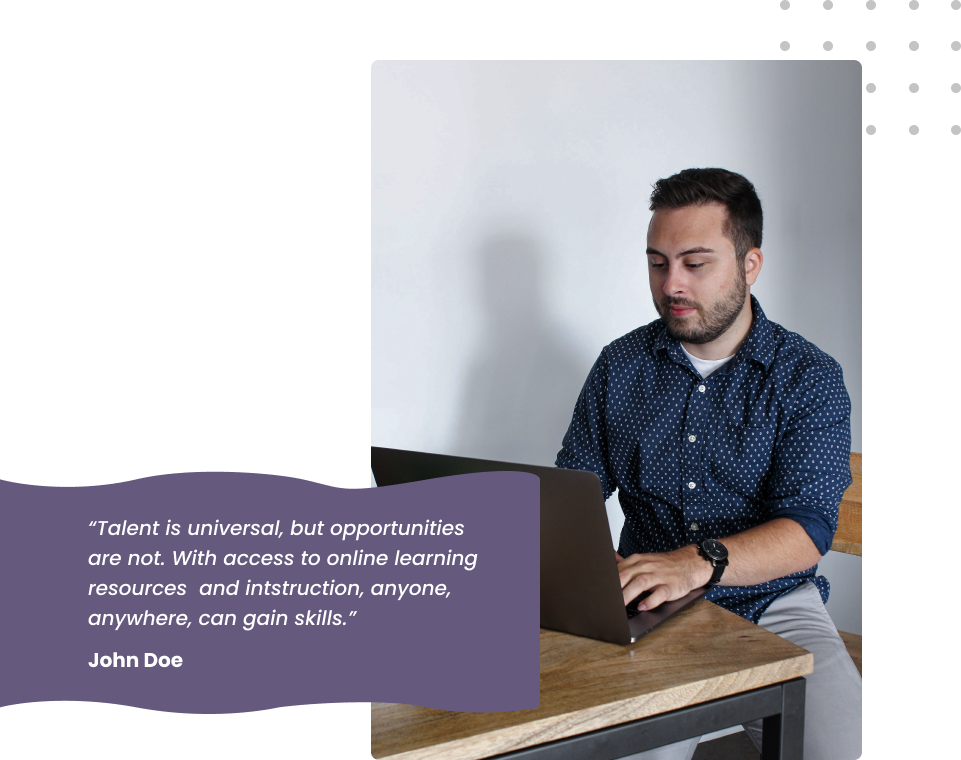 “Talent is universal, but opportunities
are not. With access to online learning
resources  and intstruction, anyone,
anywhere, can gain skills.”
John Doe